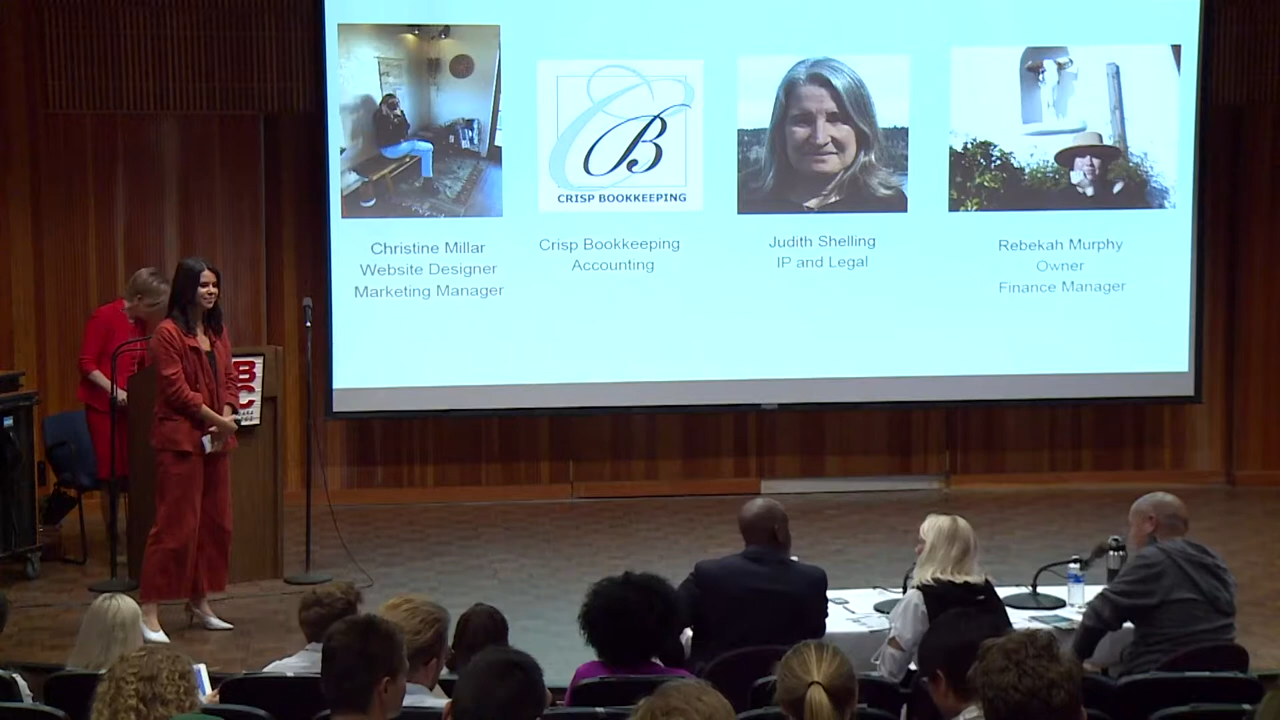 CB
CRISP BOOKKEEPING
Christine Millar
Website Designer
Marketing Manager
Crisp Bookkeeping
Accounting
Judith Shelling
IP and Legal
Rebekah Murphy
Owner
Finance Manager
BC